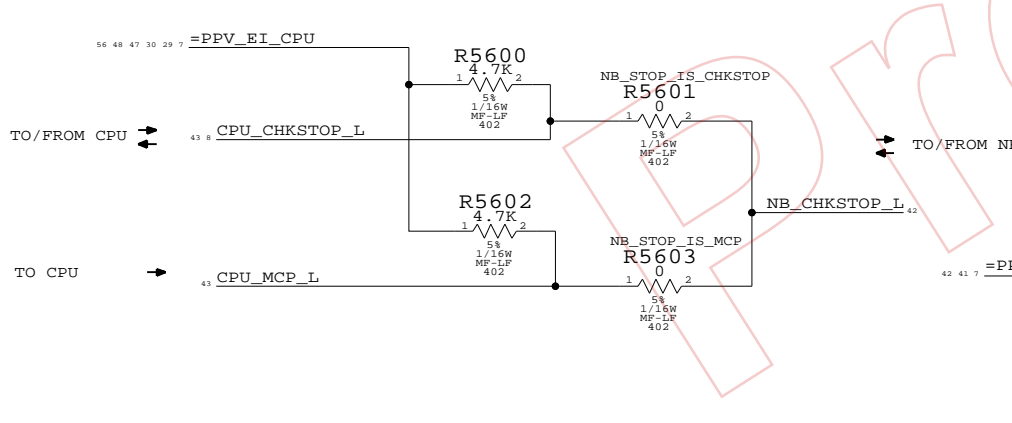 56 48 47 30 29 7 =PPV_EI_CPU
R5600
4.7K
1 2
5%
1/16W
MF-LF
402
NB_STOP_IS_CHKSTOP
R5601
0
1 2
5%
1/16W
MF-LF
402
TO/FROM CPU
43 8 CPU_CHKSTOP_L
TO/FROM
NB_CHKSTOP_L 42
R5602
4.7K
1 2
5%
1/16W
MF-LF
402
NB_STOP_IS_MCP
R5603
0
1 2
5%
1/16W
MF-LF
402
TO CPU
43 CPU_MCP_L
42 41 7 =PP
Pr